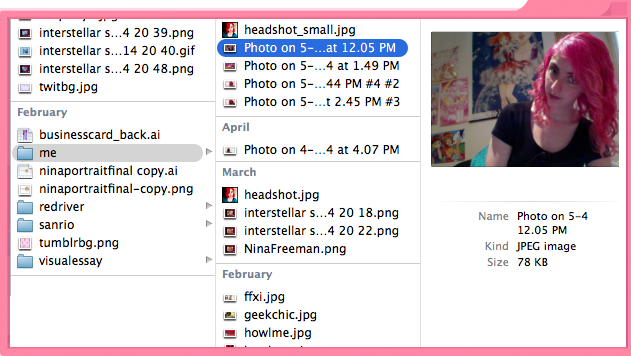 interstellar s...4 20 39.png
interstellar s...14 20 40.gif
interstellar s...4 20 48.png
twitbg.jpg
February
businesscard_back.ai
me
ninaportraitfinal copy.ai
ninaportraitfinal-copy.png
redriver
sanrio
tumblrbg.png
visualessay
headshot_small.jpg
Photo on 5-...at 12.05 PM
Photo on 5-...4 at 1.49 PM
Photo on 5-...44 PM #4 #2
Photo on 5-...t 2.45 PM #3
April
Photo on 4-...4 at 4.07 PM
March
headshot.jpg
interstellar s...4 20 18.png
interstellar s...4 20 22.png
NinaFreeman.png
February
ffxi.jpg
geekchic.jpg
howlme.jpg
Name Photo on 5-4
12.05 PM
Kind JPEG image
Size 78 KB